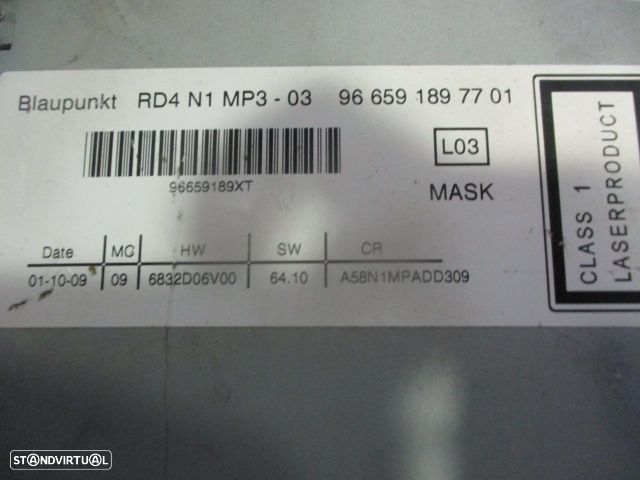 Blaupunkt RD4 N1 MP3 - 03 96 659 189 77 01
96659189XT
L03
MASK
CLASS 1
LASERPRODUCT
Date MC HW SW CR
01-10-09 09 6832D06V00 64.10 A58N1MPADD309
STANDVIRTUAL